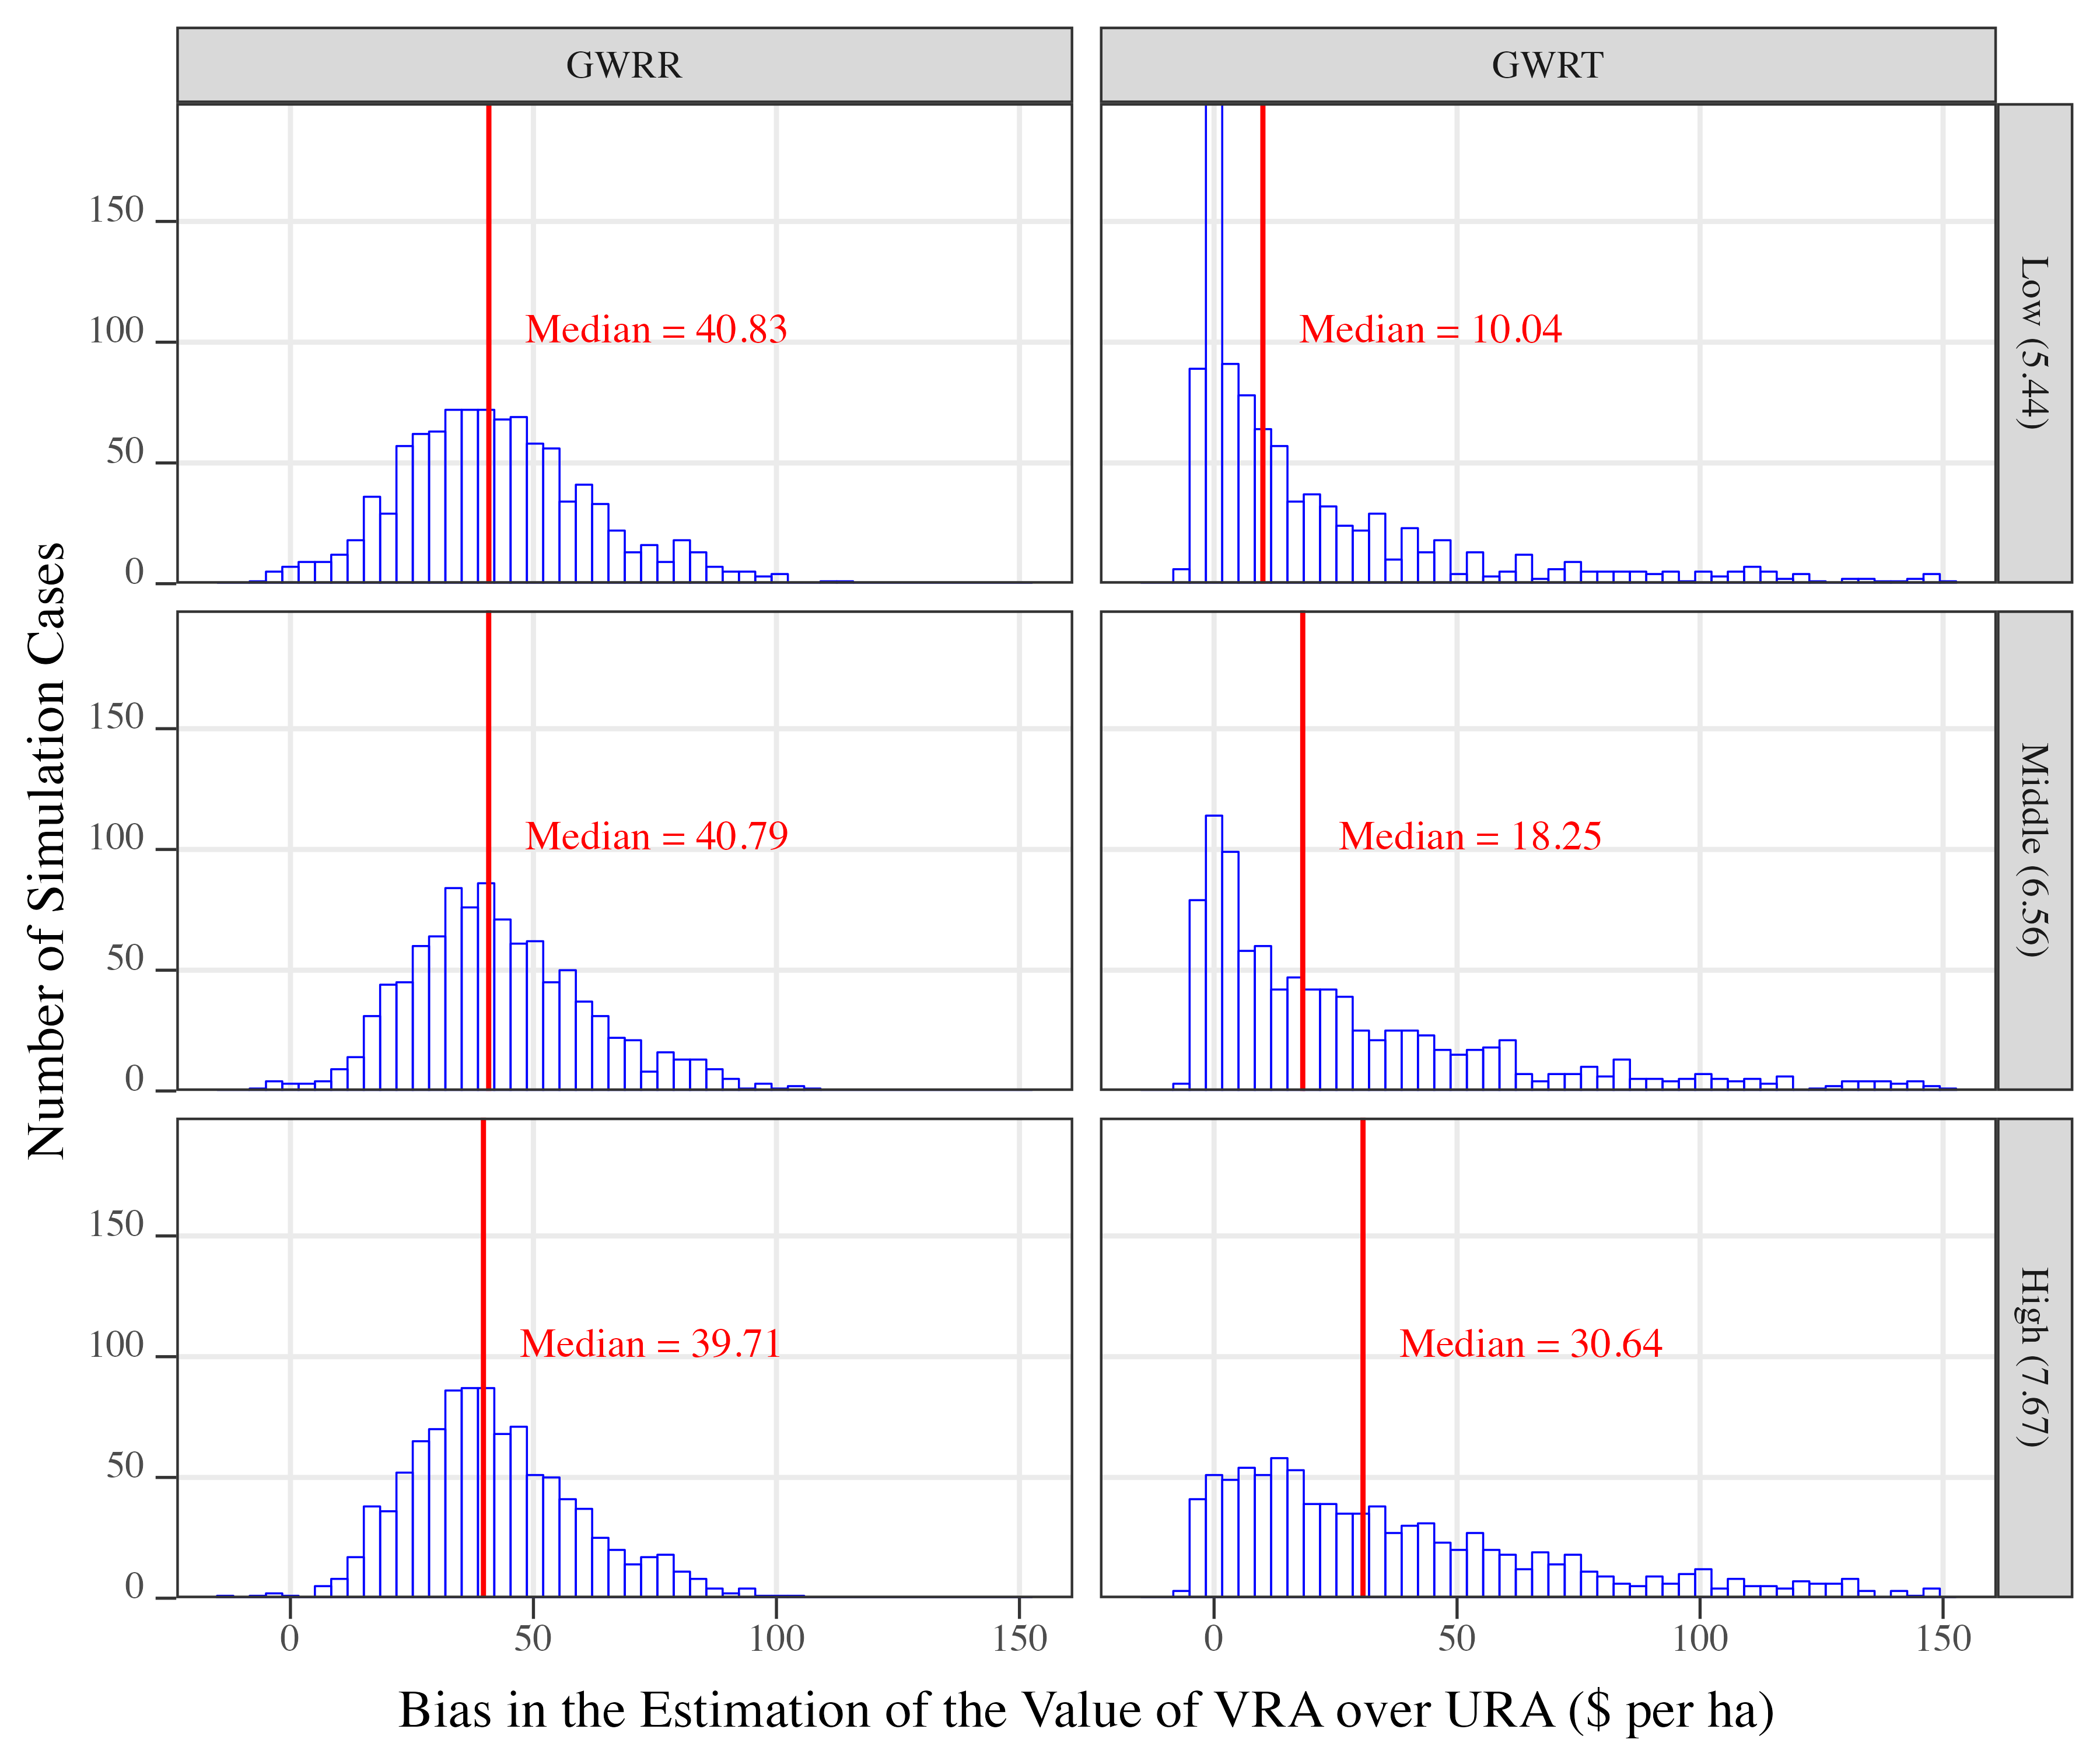 GWRR
GWRT
150
100
50
0
Median = 40.83
Median = 10.04
Low (5.44)
150
100
50
0
Median = 40.79
Median = 18.25
Middle (6.56)
150
100
50
0
Median = 39.71
Median = 30.64
High (7.67)
0 50 100 150
0 50 100 150
Number of Simulation Cases
Bias in the Estimation of the Value of VRA over URA ($ per ha)